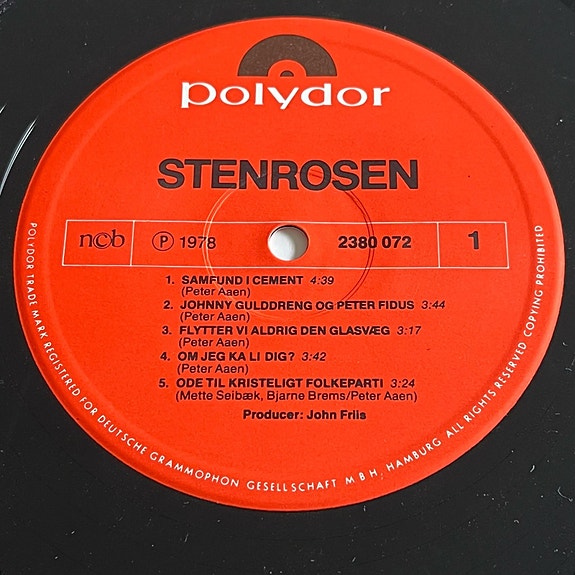 polydor
STENROSEN
ncb
Ⓟ 1978
2380 072
1
1. SAMFUND I CEMENT 4:39
(Peter Aaen)
2. JOHNNY GULDDRENG OG PETER FIDUS 3:44
(Peter Aaen)
3. FLYTTER VI ALDRIG DEN GLASVÆG 3:17
(Peter Aaen)
4. OM JEG KA LI DIG? 3:42
(Peter Aaen)
5. ODE TIL KRISTELIGT FOLKEPARTI 3:24
(Mette Seibæk, Bjarne Brems/Peter Aaen)
Producer: John Friis
POLYDOR TRADE MARK REGISTERED FOR DEUTSCHE GRAMMOPHON GESELLSCHAFT M B H, HAMBURG ALL RIGHTS RESERVED COPYING PROHIBITED